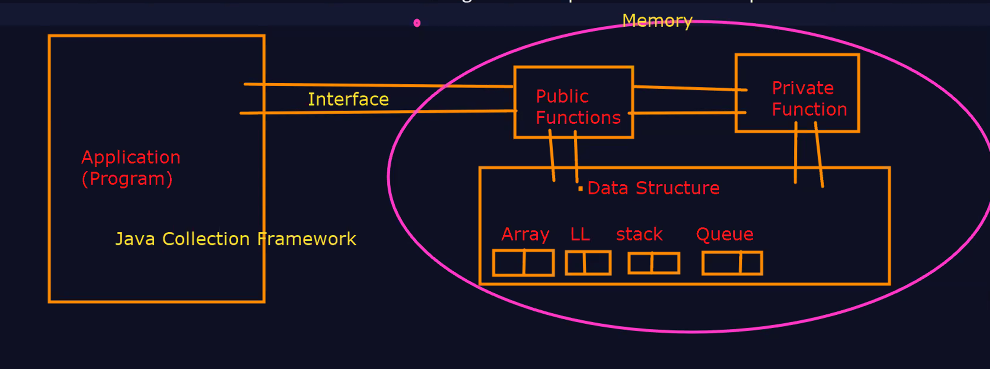 Memory
Interface
Public
Functions
Private
Function
Application
(Program)
Data Structure
Java Collection Framework
Array LL stack Queue